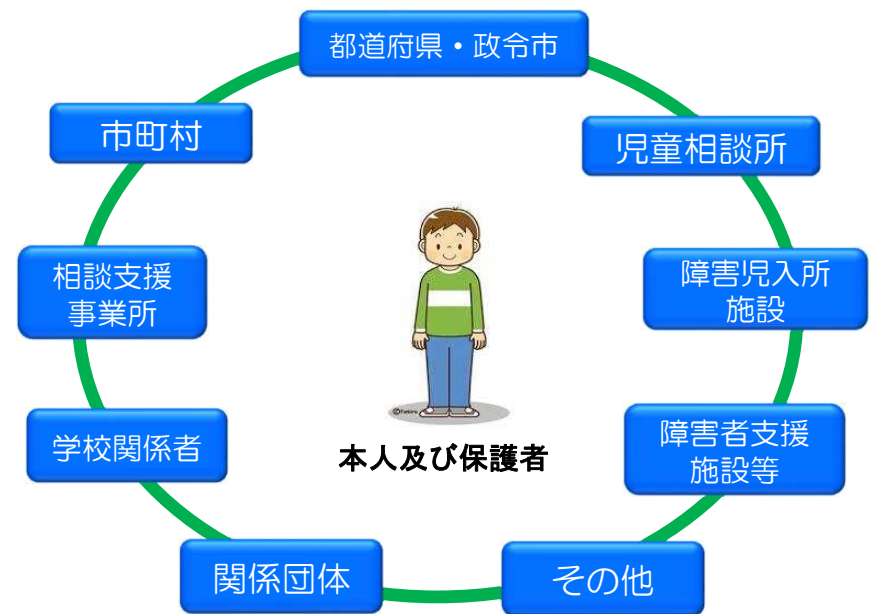 都道府県・政令市
市町村
児童相談所
相談支援
事業所
障害児入所
施設
学校関係者
本人及び保護者
障害者支援
施設等
関係団体
その他